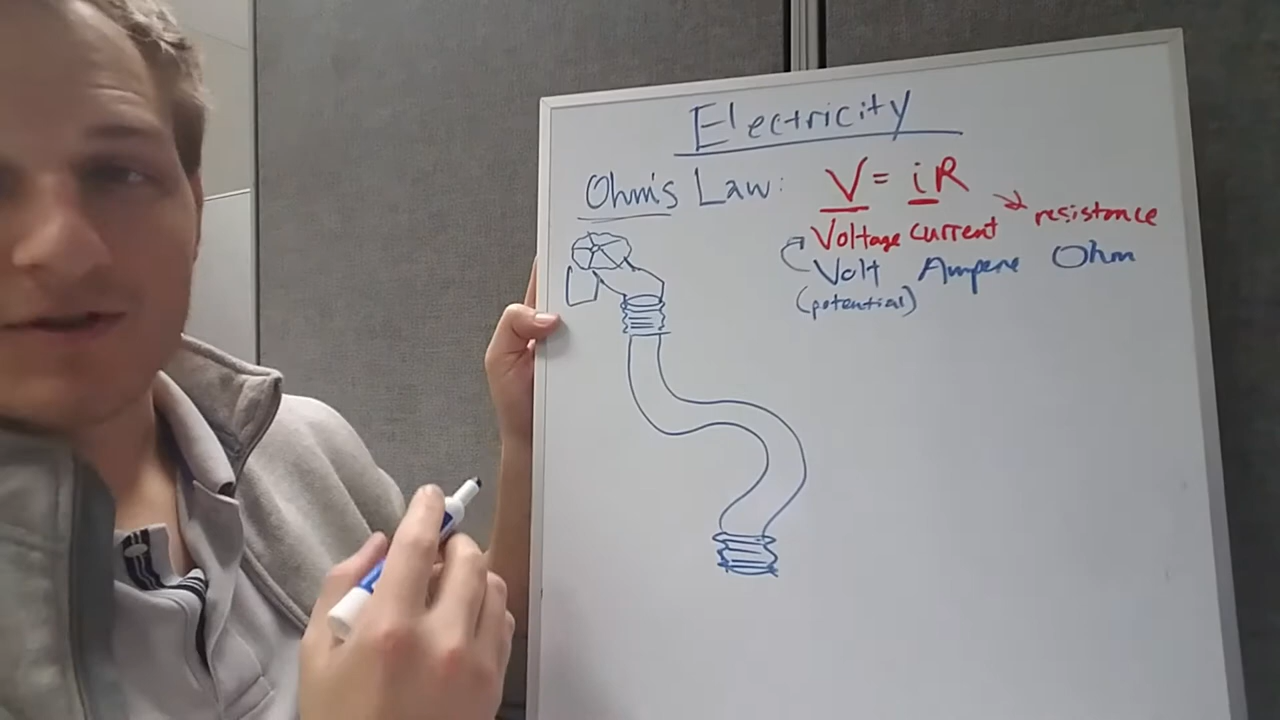 Electricity
Ohm's Law: V = iR
Voltage current resistance
Volt Ampere Ohm
(potential)